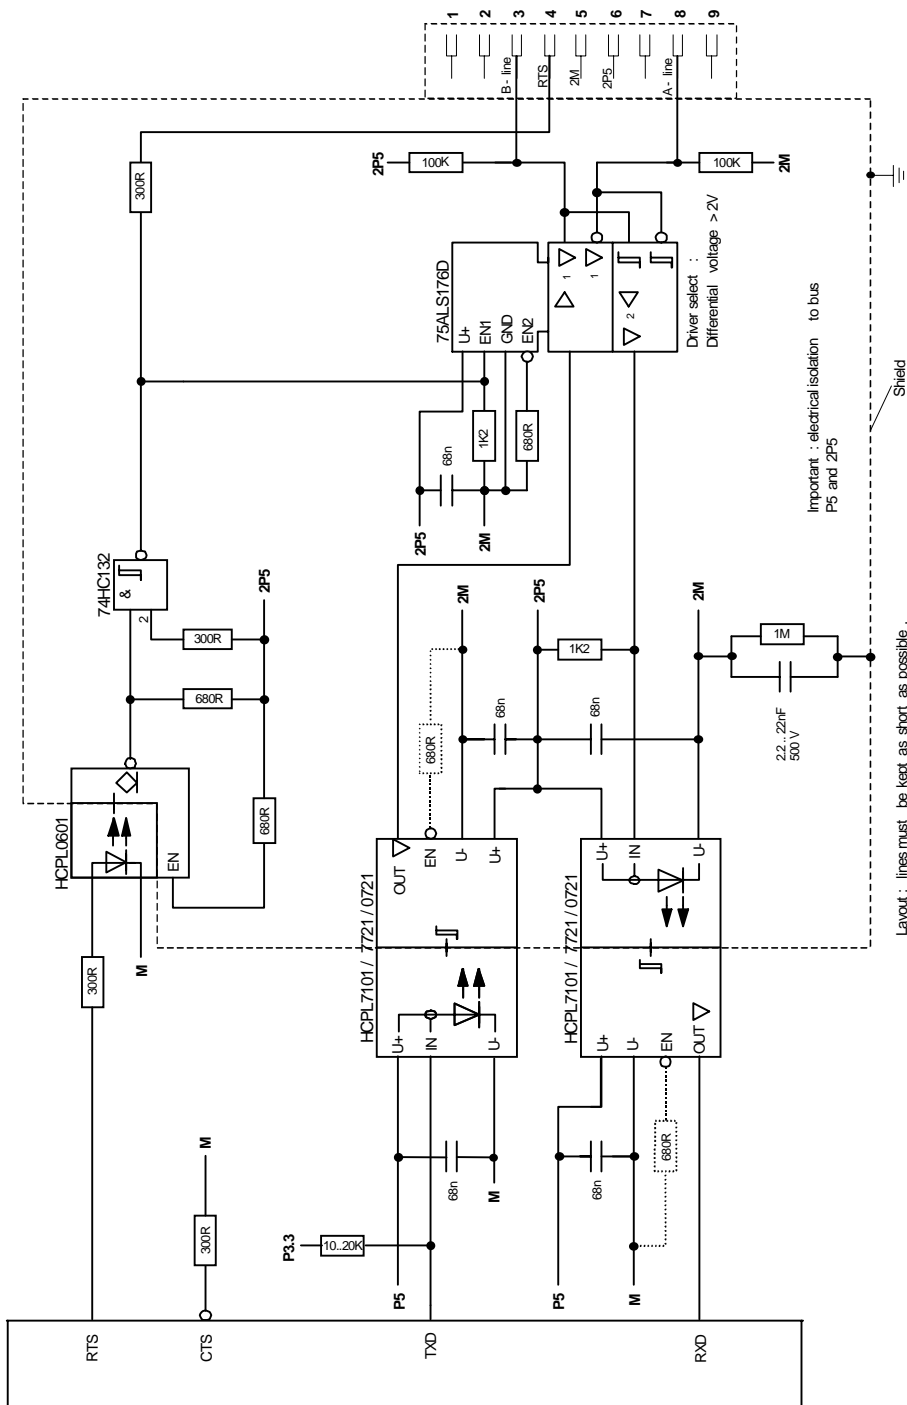 1
2
3
4
5
6
7
8
9
B - line
RTS
2M
2P5
A - line
2P5
100K
100K
2M
300R
75ALS176D
U+
EN1
GND
EN2
1
1
2
Driver select :
Differential voltage > 2V
Important : electrical isolation to bus
P5 and 2P5
Shield
68n
1K2
680R
2P5
2M
74HC132
&
2
2P5
300R
680R
680R
HCPL0601
EN
M
300R
2M
2P5
2M
680R
1K2
68n
68n
1M
2.2 .. 22nF
500 V
Layout : lines must be kept as short as possible .
HCPL7101 / 7721 / 0721
OUT
EN
U-
U+
U+
IN
U-
HCPL7101 / 7721 / 0721
U+
IN
U-
U+
U-
EN
OUT
68n
M
68n
680R
M
300R
P3.3
10..20K
P5
P5
M
RTS
CTS
TXD
RXD